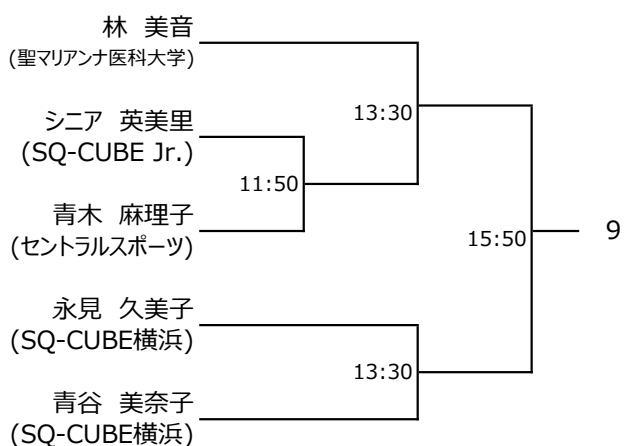 林 美音
(聖マリアンナ医科大学)
13:30
シニア 英美里
(SQ-CUBE Jr.)
11:50
青木 麻理子
(セントラルスポーツ)
15:50
9
永見 久美子
(SQ-CUBE横浜)
13:30
青谷 美奈子
(SQ-CUBE横浜)